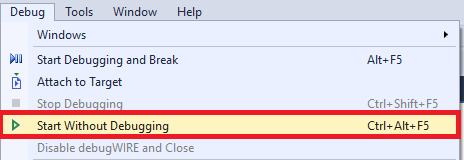 Debug Tools Window Help
Windows
Start Debugging and Break Alt+F5
Attach to Target
Stop Debugging Ctrl+Shift+F5
Start Without Debugging Ctrl+Alt+F5
Disable debugWIRE and Close